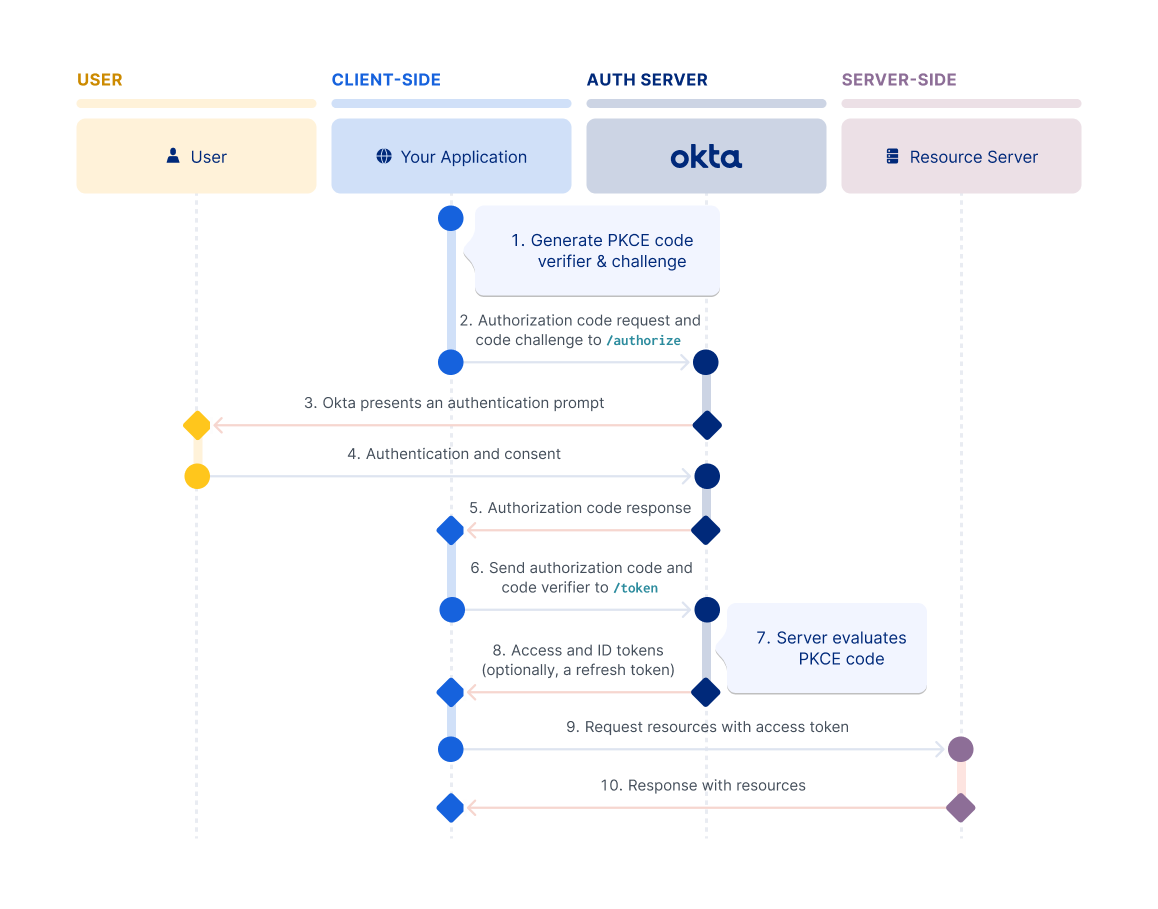 USER
CLIENT-SIDE
AUTH SERVER
SERVER-SIDE
User
Your Application
okta
Resource Server
1. Generate PKCE code
verifier & challenge
2. Authorization code request and
code challenge to /authorize
3. Okta presents an authentication prompt
4. Authentication and consent
5. Authorization code response
6. Send authorization code and
code verifier to /token
7. Server evaluates
PKCE code
8. Access and ID tokens
(optionally, a refresh token)
9. Request resources with access token
10. Response with resources